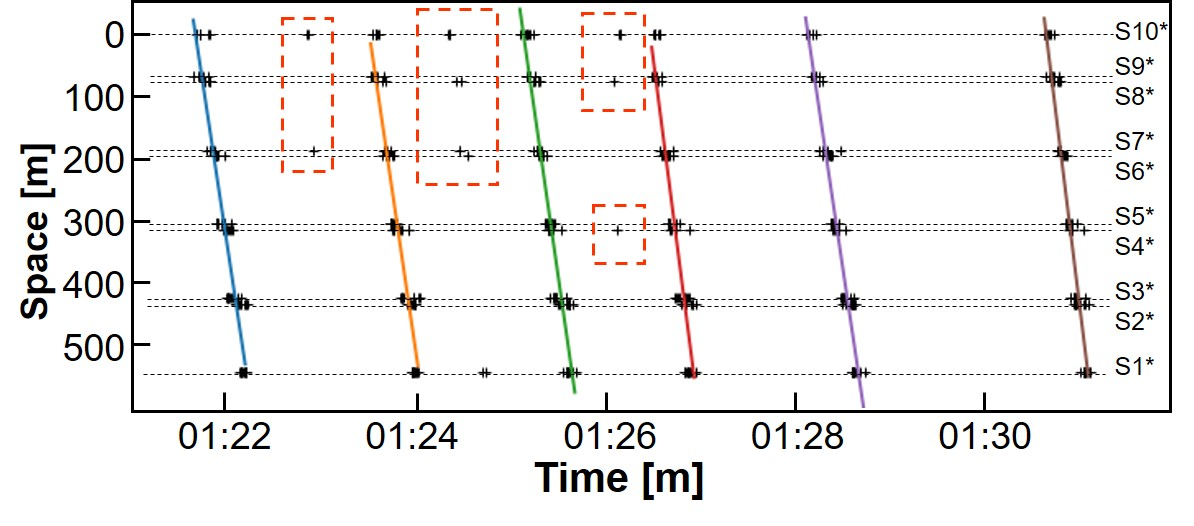 0
100
200
300
400
500
Space [m]
S10*
S9*
S8*
S7*
S6*
S5*
S4*
S3*
S2*
S1*
01:22 01:24 01:26 01:28 01:30
Time [m]